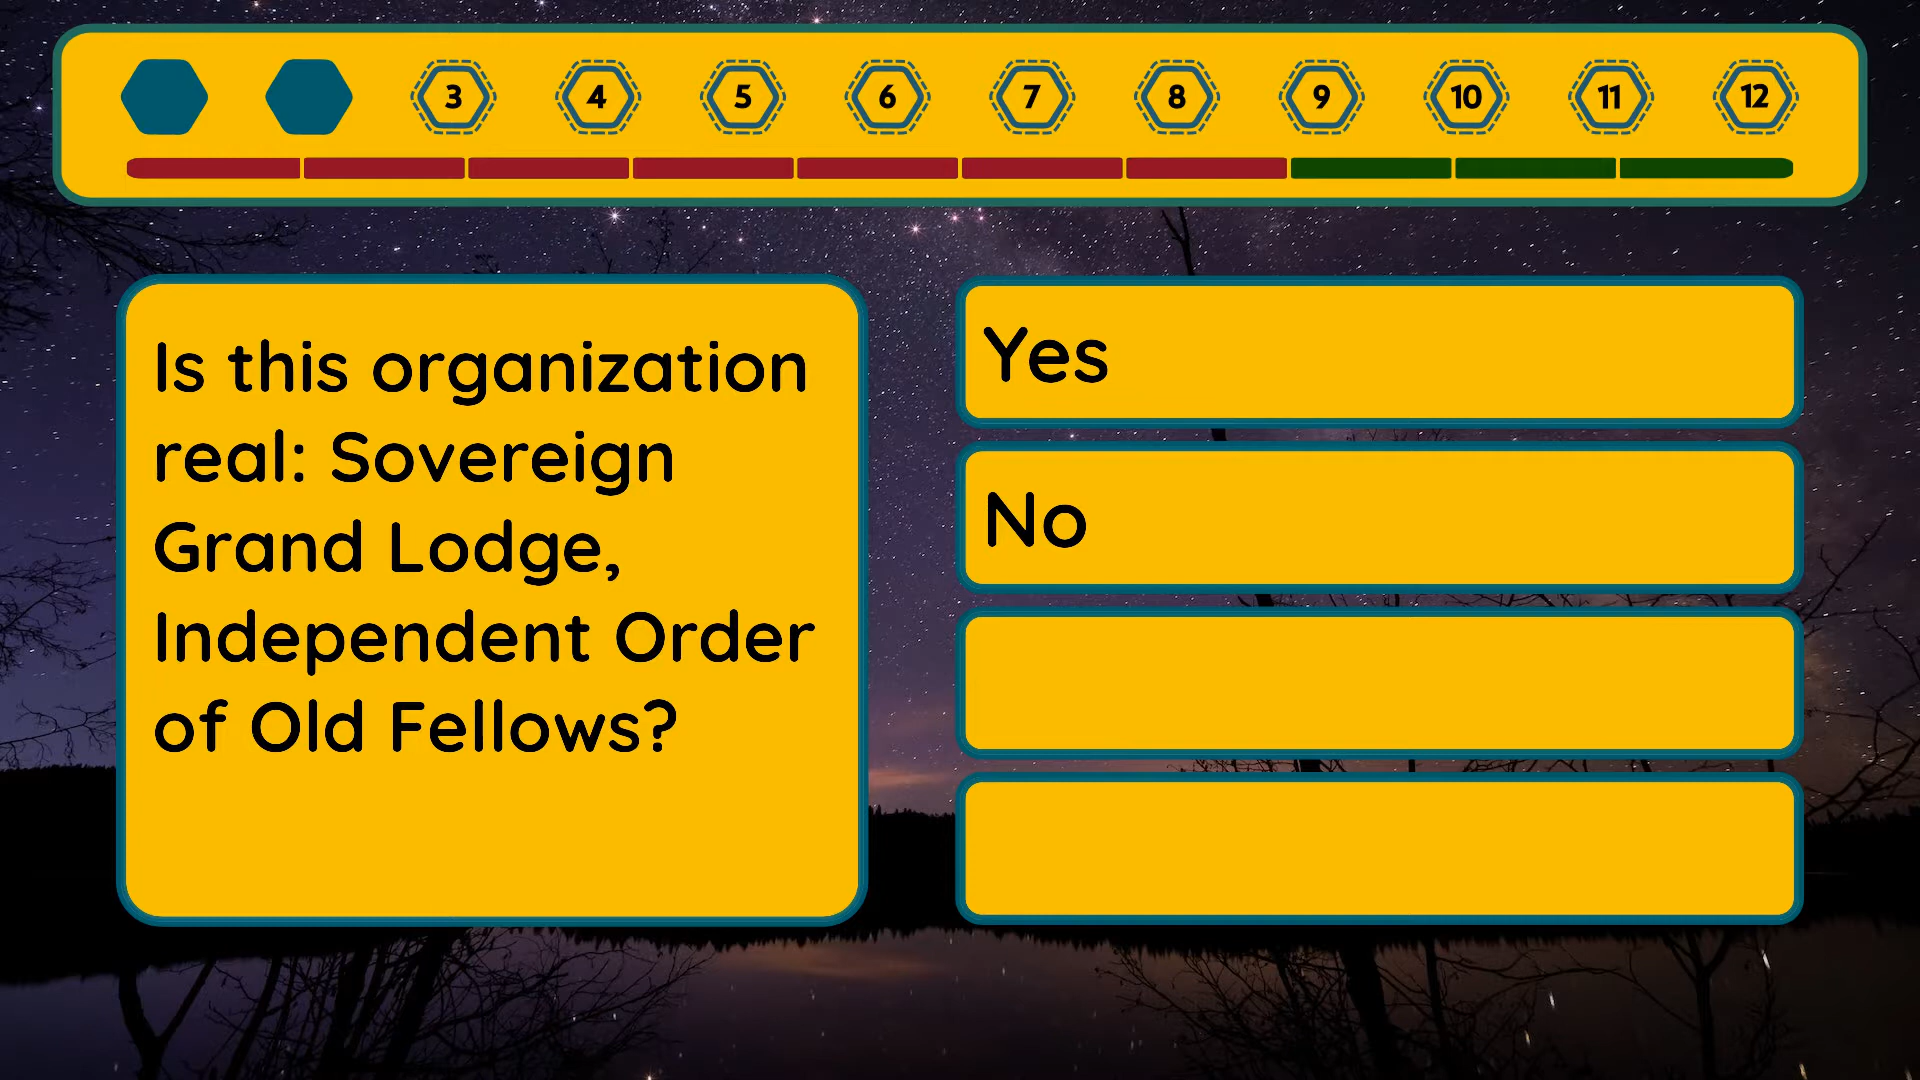 3 4 5 6 7 8 9 10 11 12
Is this organization
real: Sovereign
Grand Lodge,
Independent Order
of Old Fellows?
Yes
No